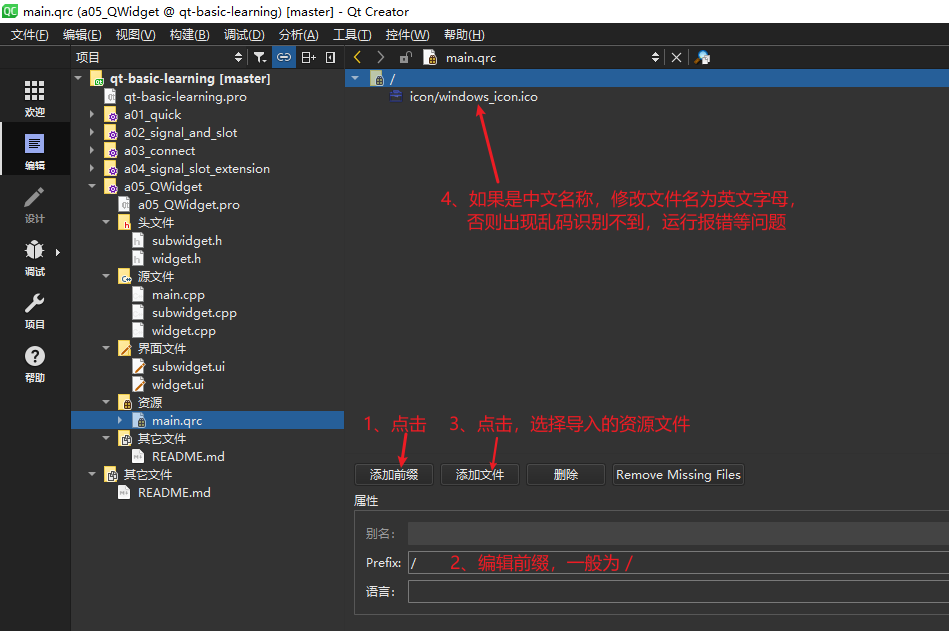 main.qrc (a05_QWidget @ qt-basic-learning) [master] - Qt Creator
文件(F) 编辑(E) 视图(V) 构建(B) 调试(D) 分析(A) 工具(T) 控件(W) 帮助(H)
项目
main.qrc
欢迎
编辑
设计
调试
项目
帮助
qt-basic-learning [master]
qt-basic-learning.pro
a01_quick
a02_signal_and_slot
a03_connect
a04_signal_slot_extension
a05_QWidget
a05_QWidget.pro
头文件
subwidget.h
widget.h
源文件
main.cpp
subwidget.cpp
widget.cpp
界面文件
subwidget.ui
widget.ui
资源
main.qrc
其它文件
README.md
其它文件
README.md
/
icon/windows_icon.ico
4、如果是中文名称，修改文件名为英文字母，
否则出现乱码识别不到，运行报错等问题
1、点击 3、点击，选择导入的资源文件
添加前缀 添加文件 删除 Remove Missing Files
属性
别名：
Prefix: / 2、编辑前缀，一般为 /
语言：